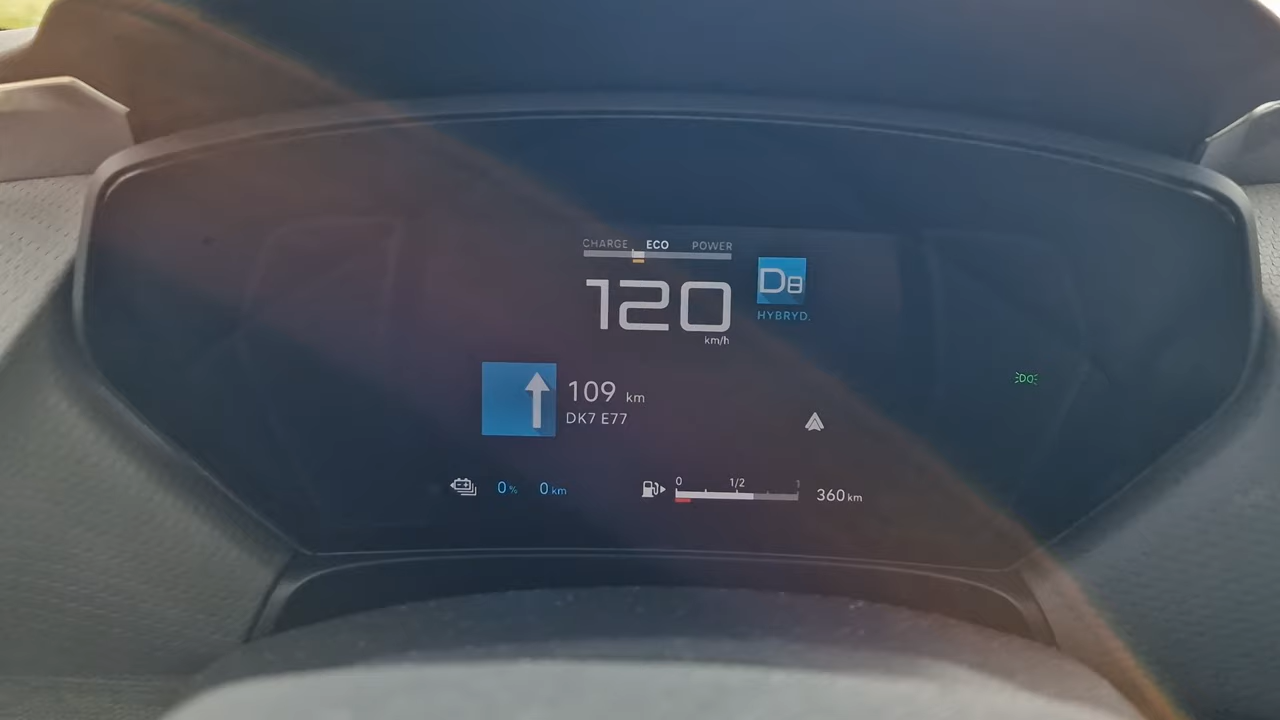 CHARGE ECO POWER
120
km/h
D8
HYBRYD.
109 km
DK7 E77
0 % 0 km
0 1/2 1
360 km